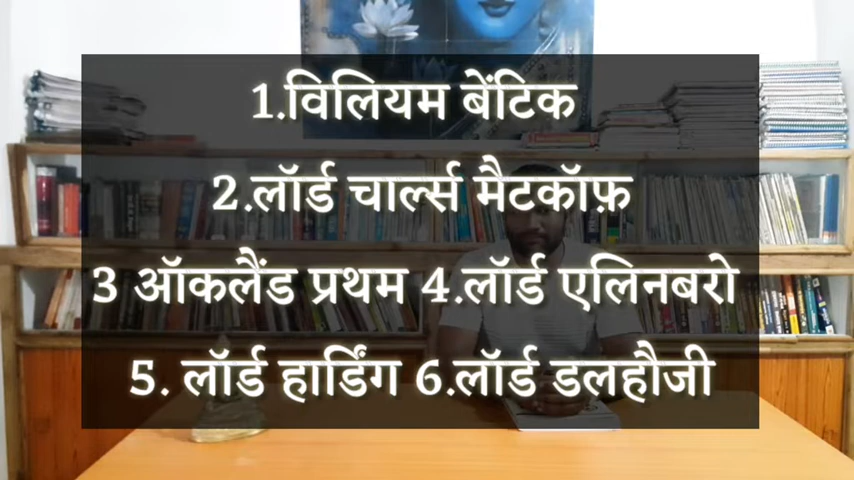 1.विलियम बेंटिक
2.लॉर्ड चार्ल्स मैटकॉफ़
3 ऑकलैंड प्रथम 4.लॉर्ड एलिनबरो
5. लॉर्ड हार्डिंग 6.लॉर्ड डलहौजी